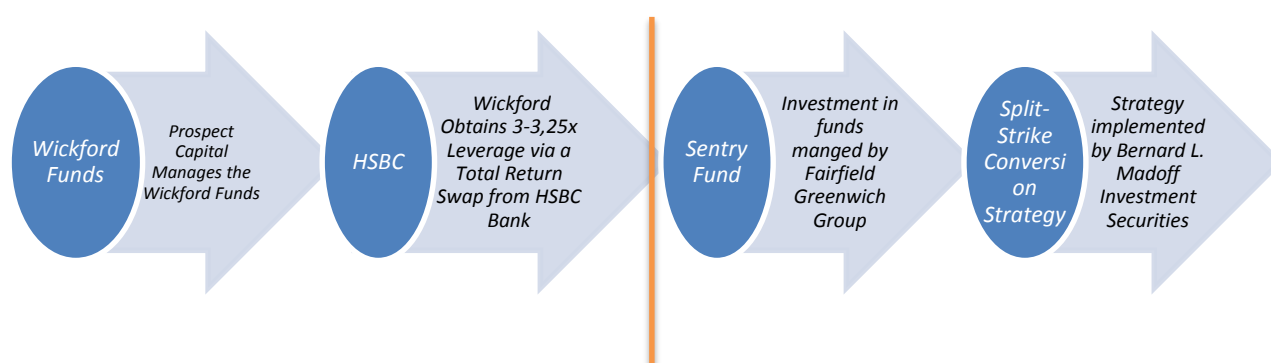 Wickford
Funds
Prospect
Capital
Manages the
Wickford Funds
HSBC
Wickford
Obtains 3-3,25x
Leverage via a
Total Return
Swap from HSBC
Bank
Sentry
Fund
Investment in
funds
manged by
Fairfield
Greenwich
Group
Split-
Strike
Conversi
on
Strategy
Strategy
implemented
by Bernard L.
Madoff
Investment
Securities